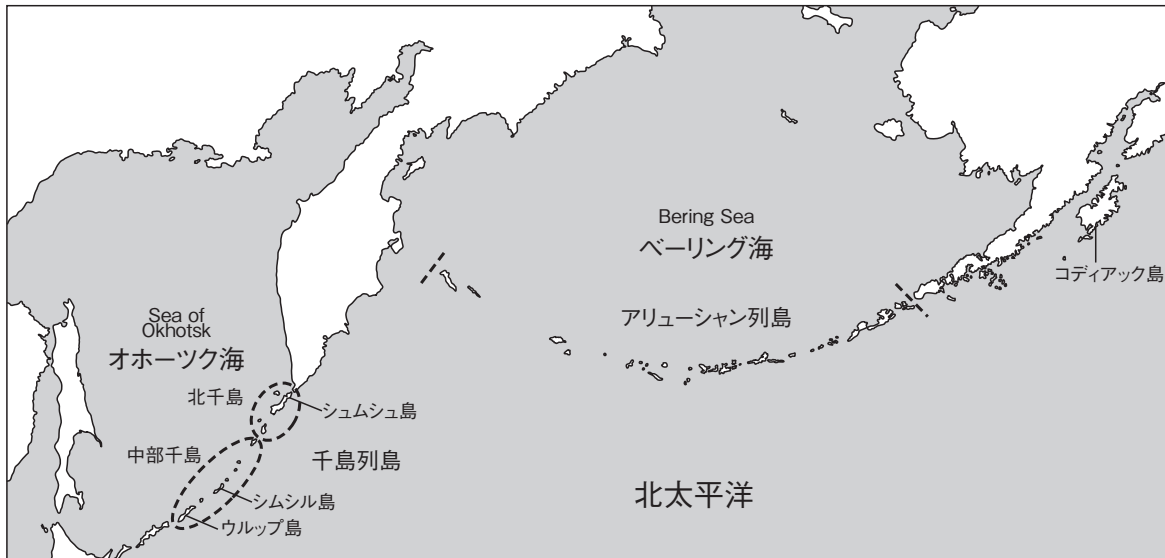 Bering Sea
ベーリング海
コディアック島
アリューシャン列島
Sea of
Okhotsk
オホーツク海
北千島
シュムシュ島
中部千島
千島列島
シムシル島
ウルップ島
北太平洋